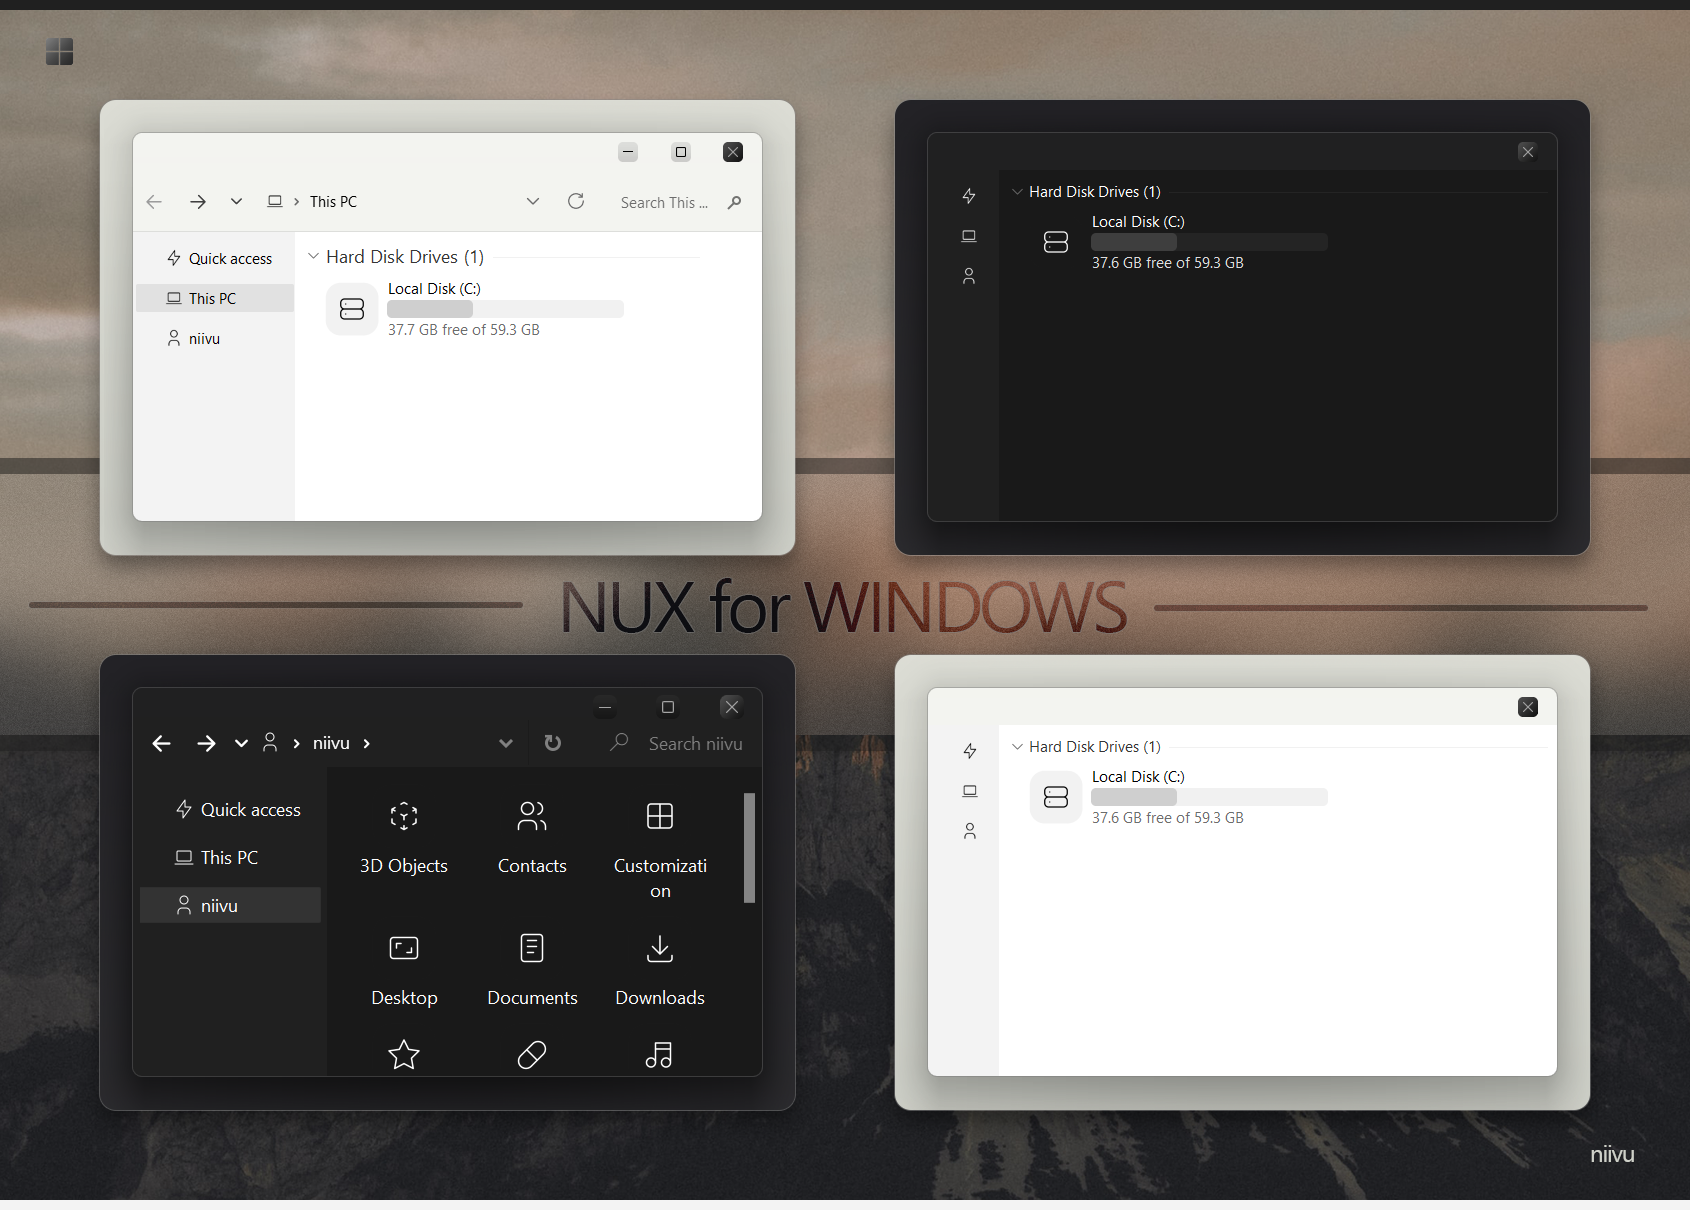 This PC
Search This ...
Quick access
This PC
niivu
Hard Disk Drives (1)
Local Disk (C:)
37.7 GB free of 59.3 GB
Hard Disk Drives (1)
Local Disk (C:)
37.6 GB free of 59.3 GB
NUX for WINDOWS
niivu
Search niivu
Quick access
This PC
niivu
3D Objects
Contacts
Customizati
on
Desktop
Documents
Downloads
Hard Disk Drives (1)
Local Disk (C:)
37.6 GB free of 59.3 GB
niivu